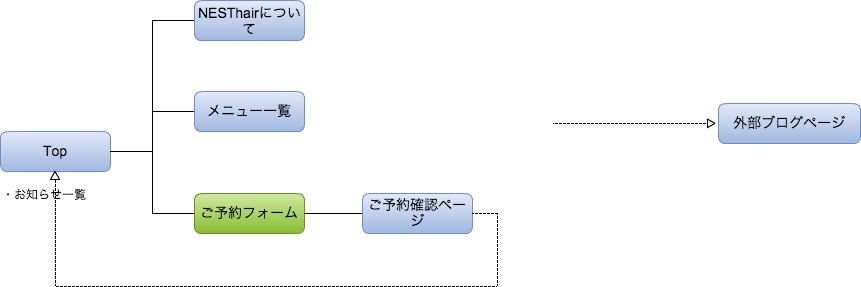 NESThairについ
て
メニュー一覧
外部ブログページ
Top
・お知らせ一覧
ご予約フォーム
ご予約確認ペー
ジ